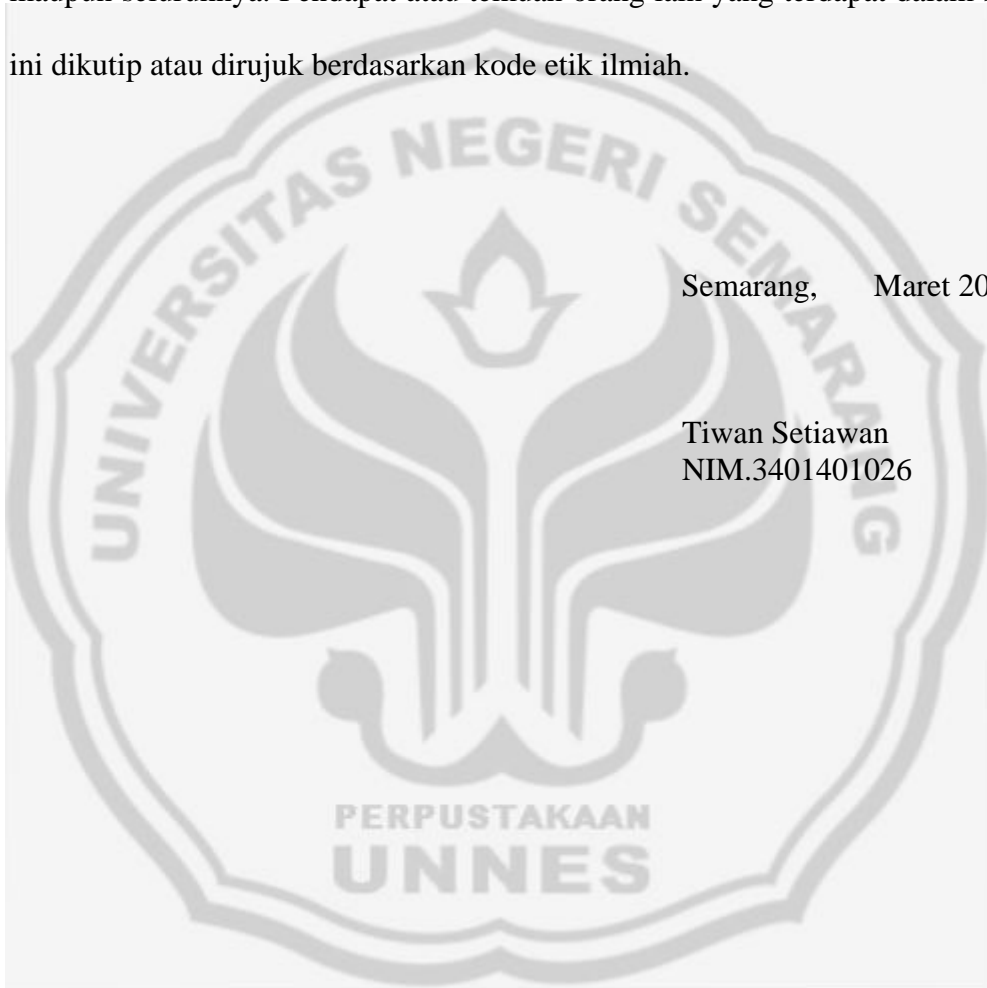 ini dikutip atau dirujuk berdasarkan kode etik ilmiah.
UNIVERSITAS NEGERI SEMARANG
Semarang, Maret 20
Tiwan Setiawan
NIM.3401401026
PERPUSTAKAAN
UNNES